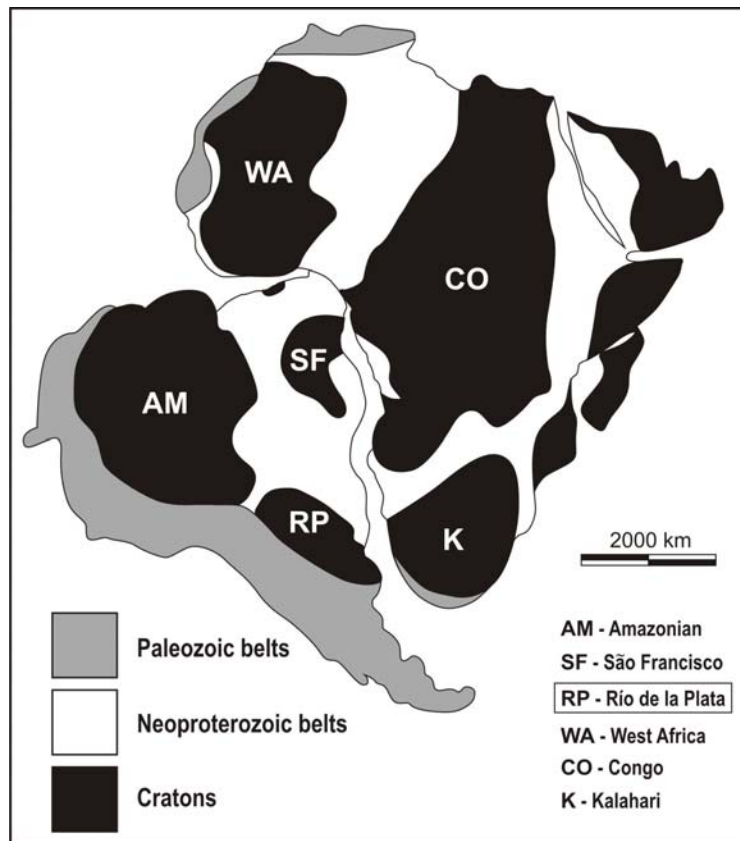 WA
CO
SF
AM
RP
K
2000 km
Paleozoic belts
Neoproterozoic belts
Cratons
AM - Amazonian
SF - São Francisco
RP - Río de la Plata
WA - West Africa
CO - Congo
K - Kalahari